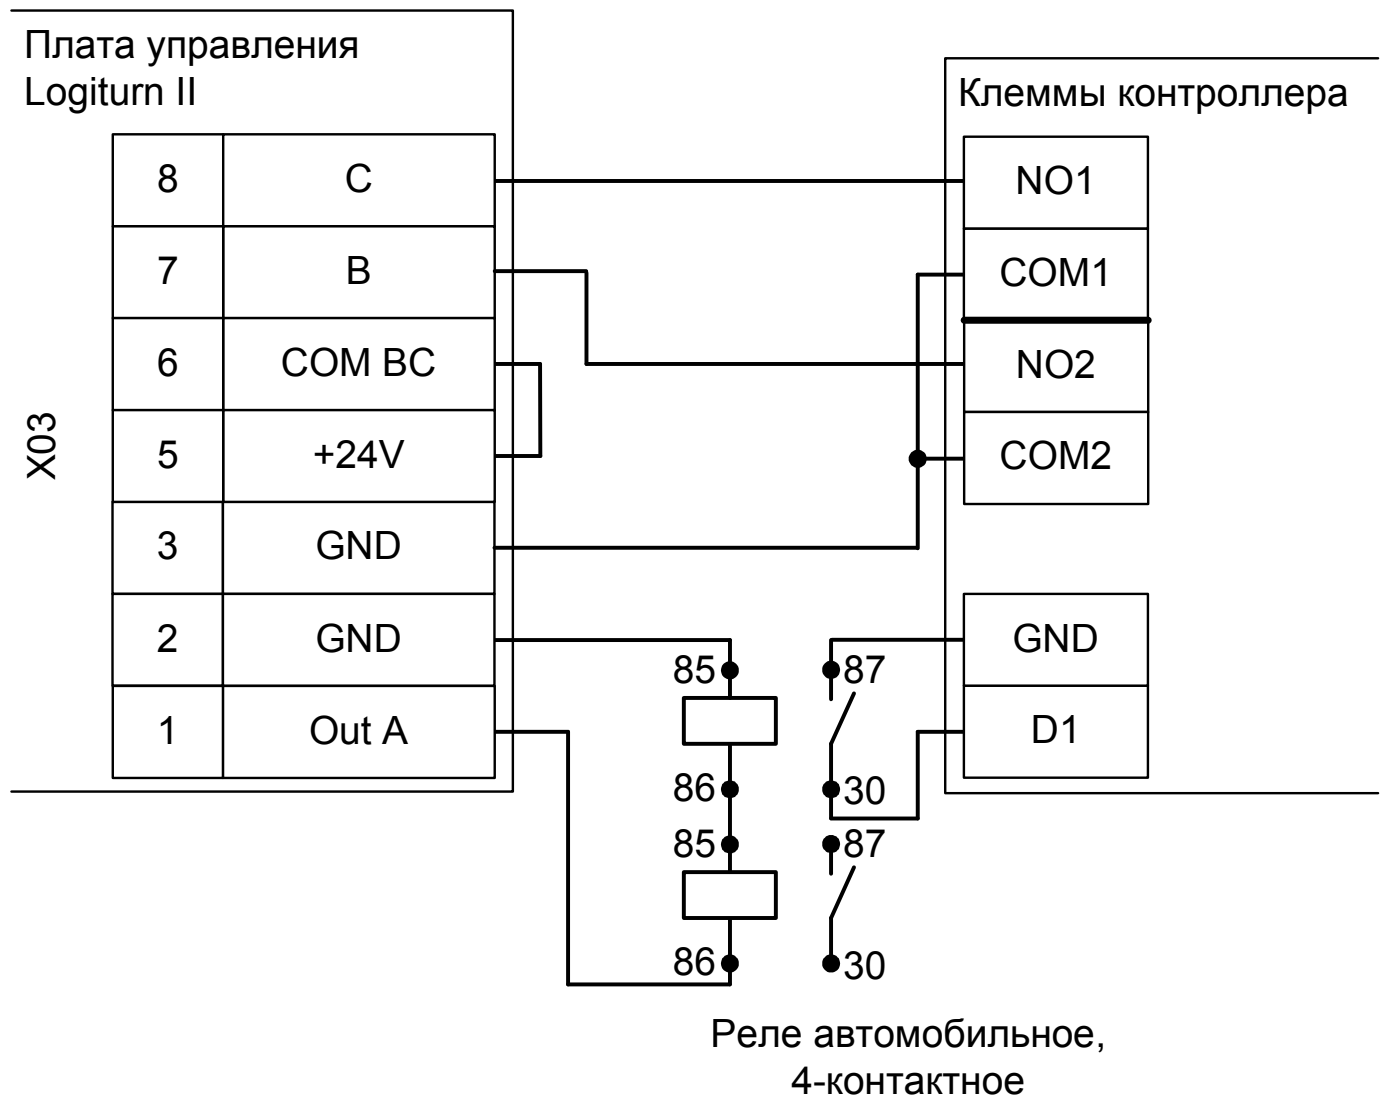 Плата управления
Logiturn II
Клеммы контроллера
8 C
7 B
6 COM BC
5 +24V
3 GND
2 GND
1 Out A
X03
NO1
COM1
NO2
COM2
GND
D1
85 87
86 30
85 87
86 30
Реле автомобильное,
4-контактное